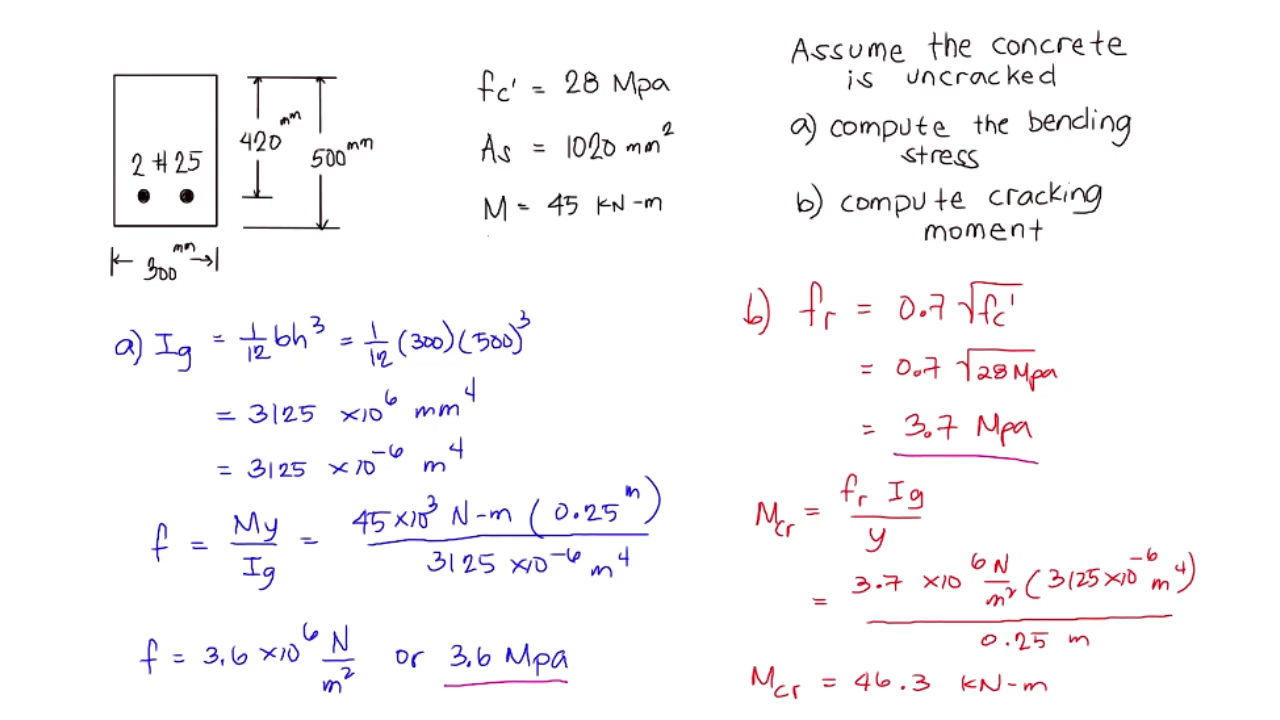 420 mm
500 mm
2 #25
300 mm
fc' = 28 Mpa
As = 1020 mm²
M = 45 KN-m
Assume the concrete
is uncracked
a) compute the bending
stress
b) compute cracking
moment
a) Ig = 1/12 bh³ = 1/12 (300)(500)³
= 3125 ×10⁶ mm⁴
= 3125 ×10⁻⁶ m⁴
f = My/Ig = 45×10³ N-m (0.25 m) / 3125 ×10⁻⁶ m⁴
f = 3.6 ×10⁶ N/m² or 3.6 Mpa
b) fr = 0.7 √fc'
= 0.7 √28 Mpa
= 3.7 Mpa
Mcr = fr Ig / y
= 3.7 ×10⁶ N/m² (3125×10⁻⁶ m⁴) / 0.25 m
Mcr = 46.3 KN-m